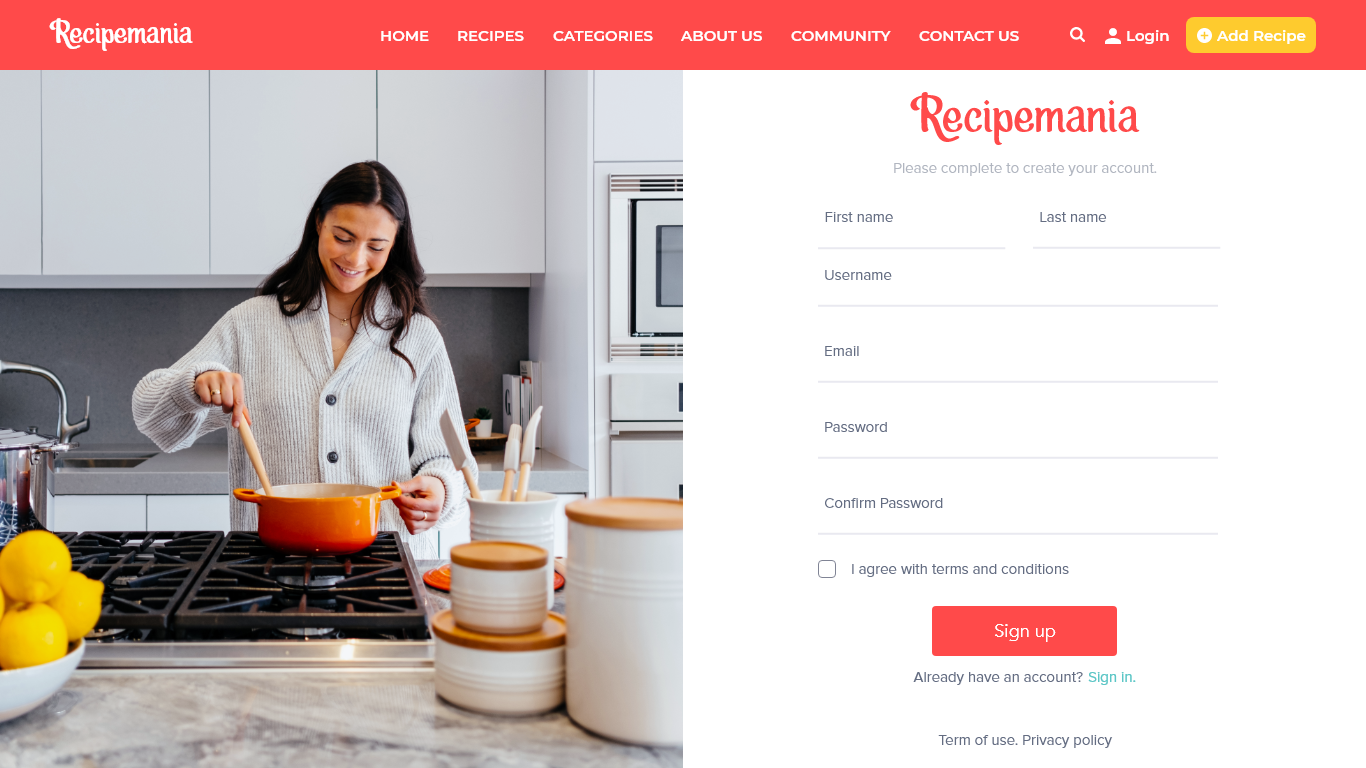 Recipemania
HOME RECIPES CATEGORIES ABOUT US COMMUNITY CONTACT US Login Add Recipe
Recipemania
Please complete to create your account.
First name Last name
Username
Email
Password
Confirm Password
I agree with terms and conditions
Sign up
Already have an account? Sign in.
Term of use. Privacy policy